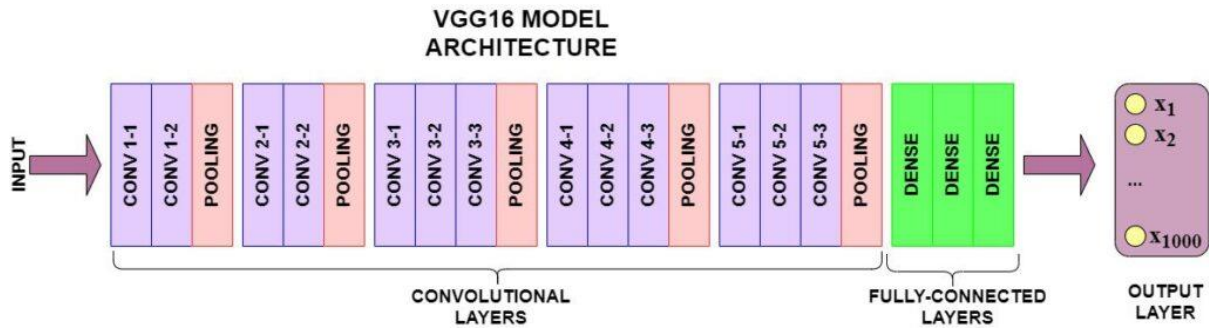 VGG16 MODEL
ARCHITECTURE
INPUT
CONV 1-1
CONV 1-2
POOLING
CONV 2-1
CONV 2-2
POOLING
CONV 3-1
CONV 3-2
CONV 3-3
POOLING
CONV 4-1
CONV 4-2
CONV 4-3
POOLING
CONV 5-1
CONV 5-2
CONV 5-3
POOLING
DENSE
DENSE
DENSE
x1
x2
...
x1000
CONVOLUTIONAL
LAYERS
FULLY-CONNECTED
LAYERS
OUTPUT
LAYER